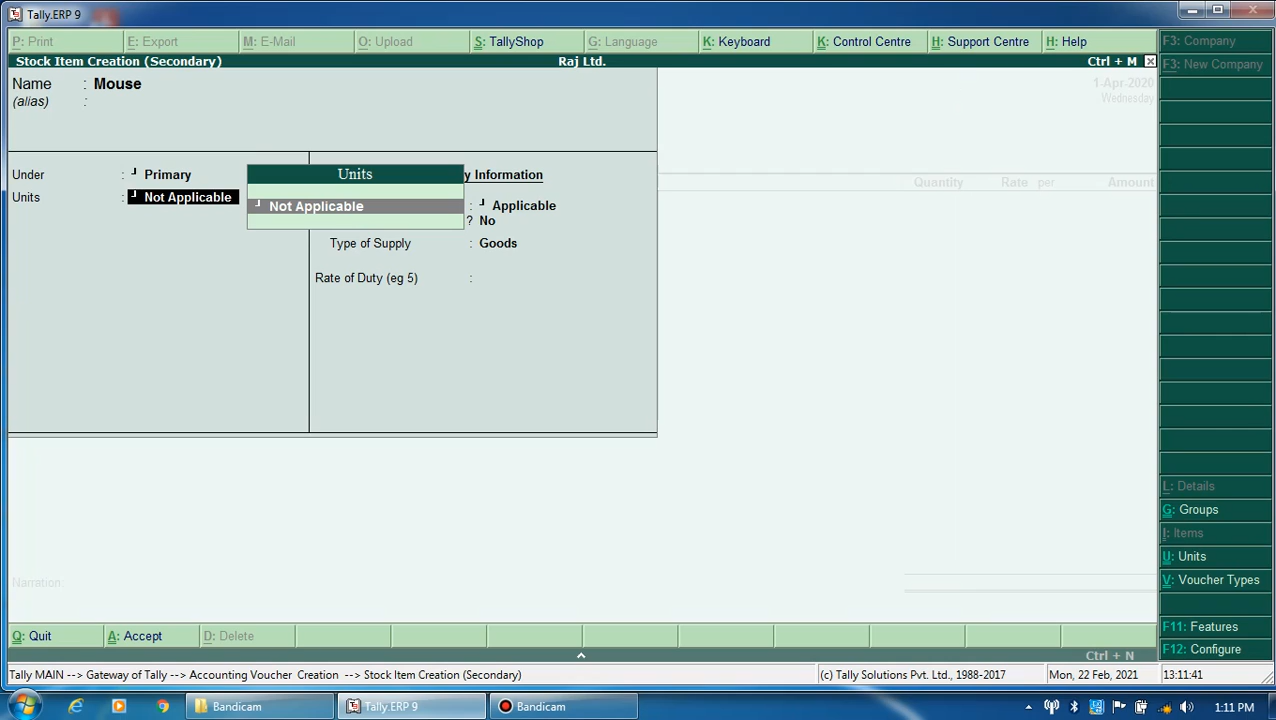 Tally.ERP 9
P: Print E: Export M: E-Mail O: Upload S: TallyShop G: Language K: Keyboard K: Control Centre H: Support Centre H: Help
F3: Company
Stock Item Creation (Secondary) Raj Ltd. Ctrl + M
F3: New Company
Name : Mouse
1-Apr-2020
(alias) :
Wednesday
Under : Primary
Units
y Information
Quantity Rate per Amount
Units : Not Applicable
Not Applicable
: Applicable
? No
Type of Supply : Goods
Rate of Duty (eg 5) :
L: Details
G: Groups
I: Items
U: Units
V: Voucher Types
Narration:
F11: Features
Q: Quit A: Accept D: Delete
F12: Configure
Ctrl + N
Tally MAIN --> Gateway of Tally --> Accounting Voucher Creation --> Stock Item Creation (Secondary) (c) Tally Solutions Pvt. Ltd., 1988-2017 Mon, 22 Feb, 2021 13:11:41
Bandicam Tally.ERP 9 Bandicam 1:11 PM